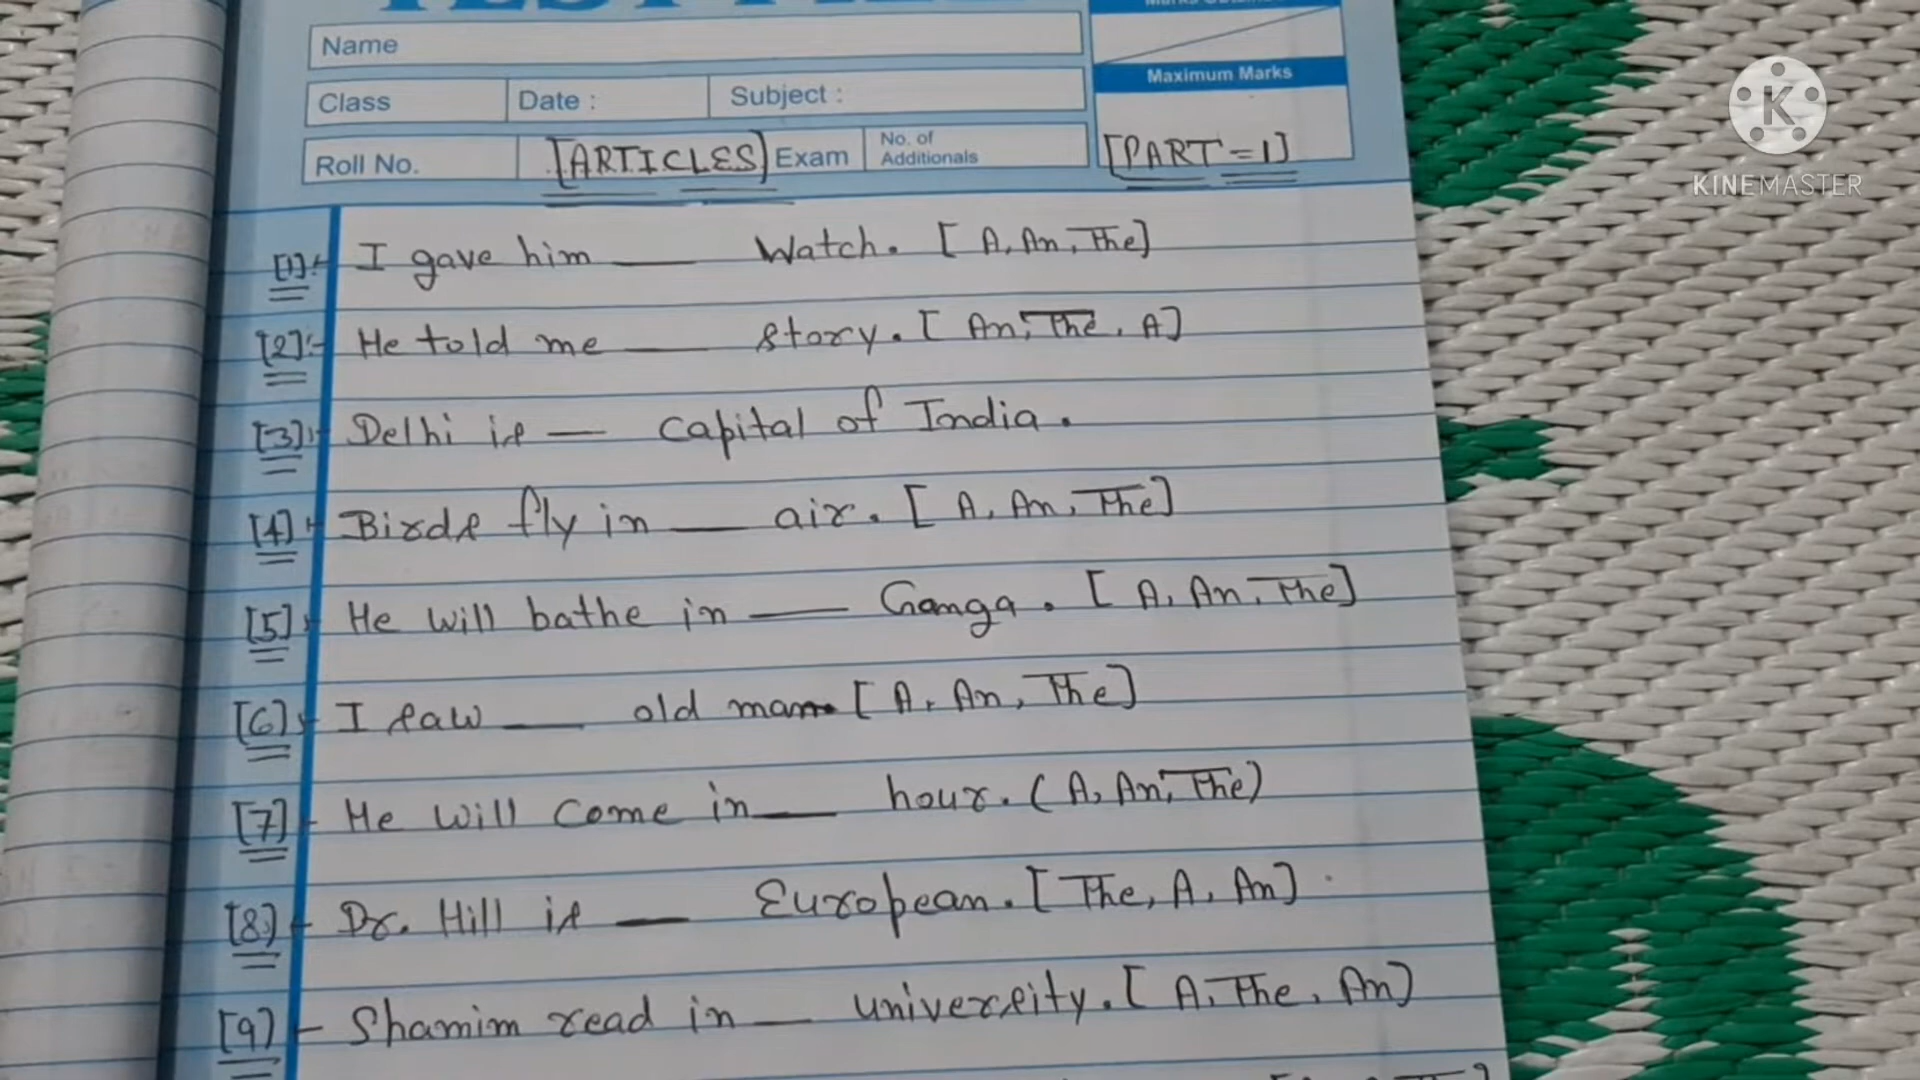 Name
Class
Date :
Subject :
Maximum Marks
Roll No.
[ARTICLES] Exam
No. of Additionals
[PART-1]
K
KINEMASTER
[1]:- I gave him ___ Watch. [A, An, The]
[2]:- He told me ___ story. [An, The, A]
[3]:- Delhi is — capital of India.
[4]:- Birds fly in ___ air. [A, An, The]
[5]:- He will bathe in ___ Ganga. [A, An, The]
[6]:- I saw ___ old man. [A, An, The]
[7]:- He will come in ___ hour. (A, An, The)
[8]:- Dr. Hill is ___ European. [The, A, An]
[9]:- Shamim read in ___ university. [A, The, An]